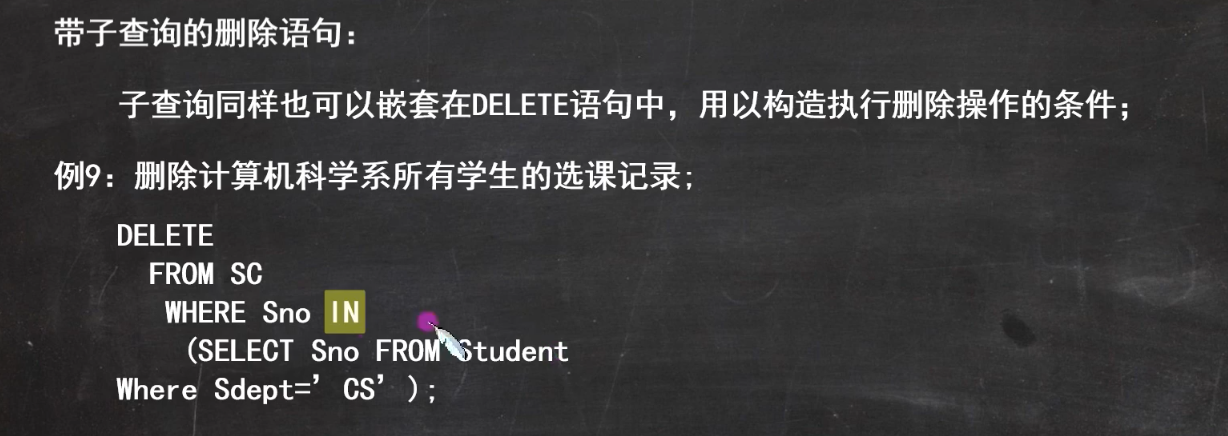 带子查询的删除语句：
子查询同样也可以嵌套在DELETE语句中，用以构造执行删除操作的条件；
例9：删除计算机科学系所有学生的选课记录;
DELETE
FROM SC
WHERE Sno IN
(SELECT Sno FROM Student
Where Sdept=’CS’);